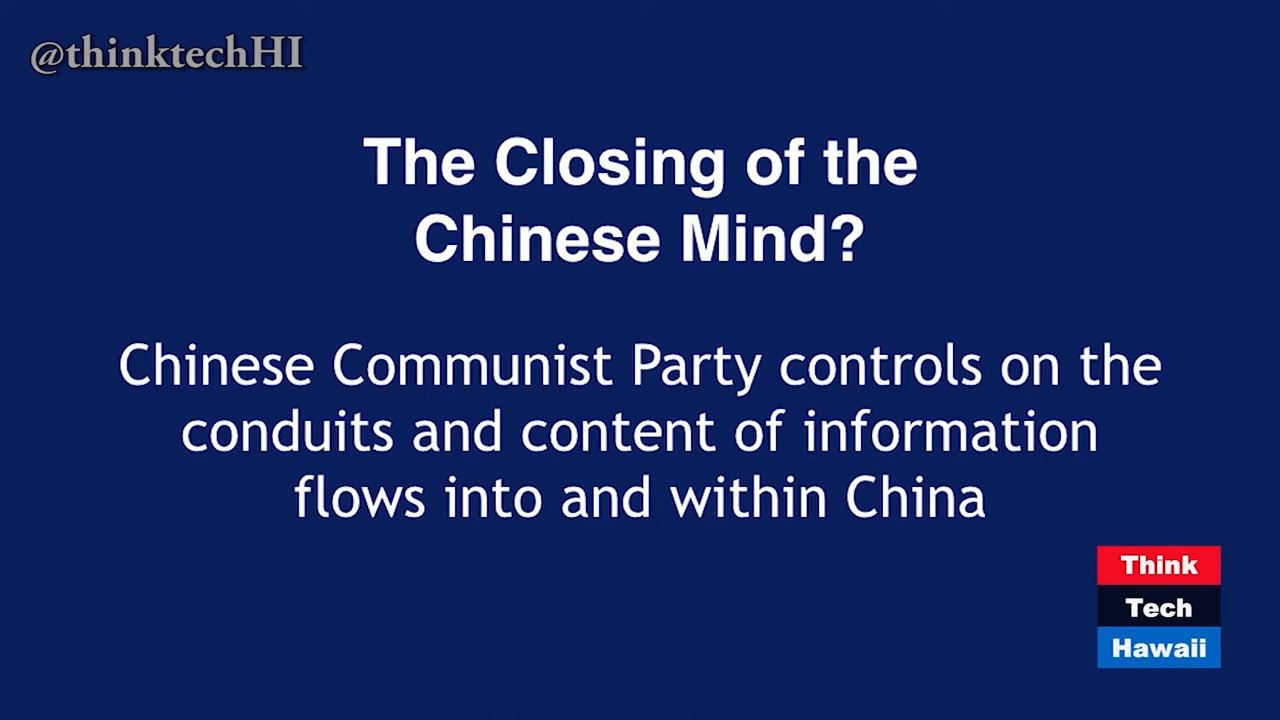 @thinktechHI
The Closing of the
Chinese Mind?
Chinese Communist Party controls on the
conduits and content of information
flows into and within China
Think
Tech
Hawaii